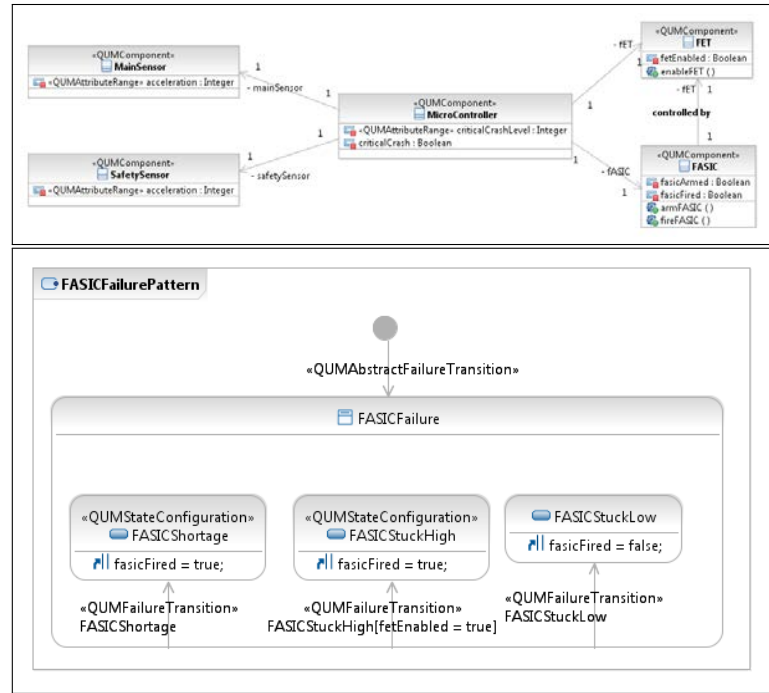 «QUMComponent»
MainSensor
«QUMAttributeRange» acceleration : Integer
1
- mainSensor
«QUMComponent»
SafetySensor
«QUMAttributeRange» acceleration : Integer
1
- safetySensor
1
1
«QUMComponent»
MicroController
«QUMAttributeRange» criticalCrashLevel : Integer
criticalCrash : Boolean
1
1
- fET
1
- fASIC
1
«QUMComponent»
FET
fetEnabled : Boolean
enableFET ( )
- fET
1
controlled by
1
«QUMComponent»
FASIC
fasicArmed : Boolean
fasicFired : Boolean
armFASIC ( )
fireFASIC ( )
FASICFailurePattern
«QUMAbstractFailureTransition»
FASICFailure
«QUMStateConfiguration»
FASICShortage
fasicFired = true;
«QUMStateConfiguration»
FASICStuckHigh
fasicFired = true;
FASICStuckLow
fasicFired = false;
«QUMFailureTransition»
FASICShortage
«QUMFailureTransition»
FASICStuckHigh[fetEnabled = true]
«QUMFailureTransition»
FASICStuckLow